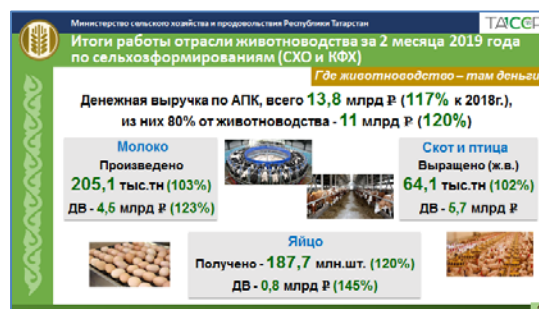 Министерство сельского хозяйства и продовольствия Республики Татарстан
Итоги работы отрасли животноводства за 2 месяца 2019 года
по сельхозформированиям (СХО и КФХ)
Где животноводство – там деньги
Денежная выручка по АПК, всего 13,8 млрд ₽ (117% к 2018г.),
из них 80% от животноводства - 11 млрд ₽ (120%)
Молоко
Произведено
205,1 тыс.тн (103%)
ДВ - 4,5 млрд ₽ (123%)
Скот и птица
Выращено (ж.в.)
64,1 тыс.тн (102%)
ДВ - 5,7 млрд ₽
Яйцо
Получено - 187,7 млн.шт. (120%)
ДВ - 0,8 млрд ₽ (145%)